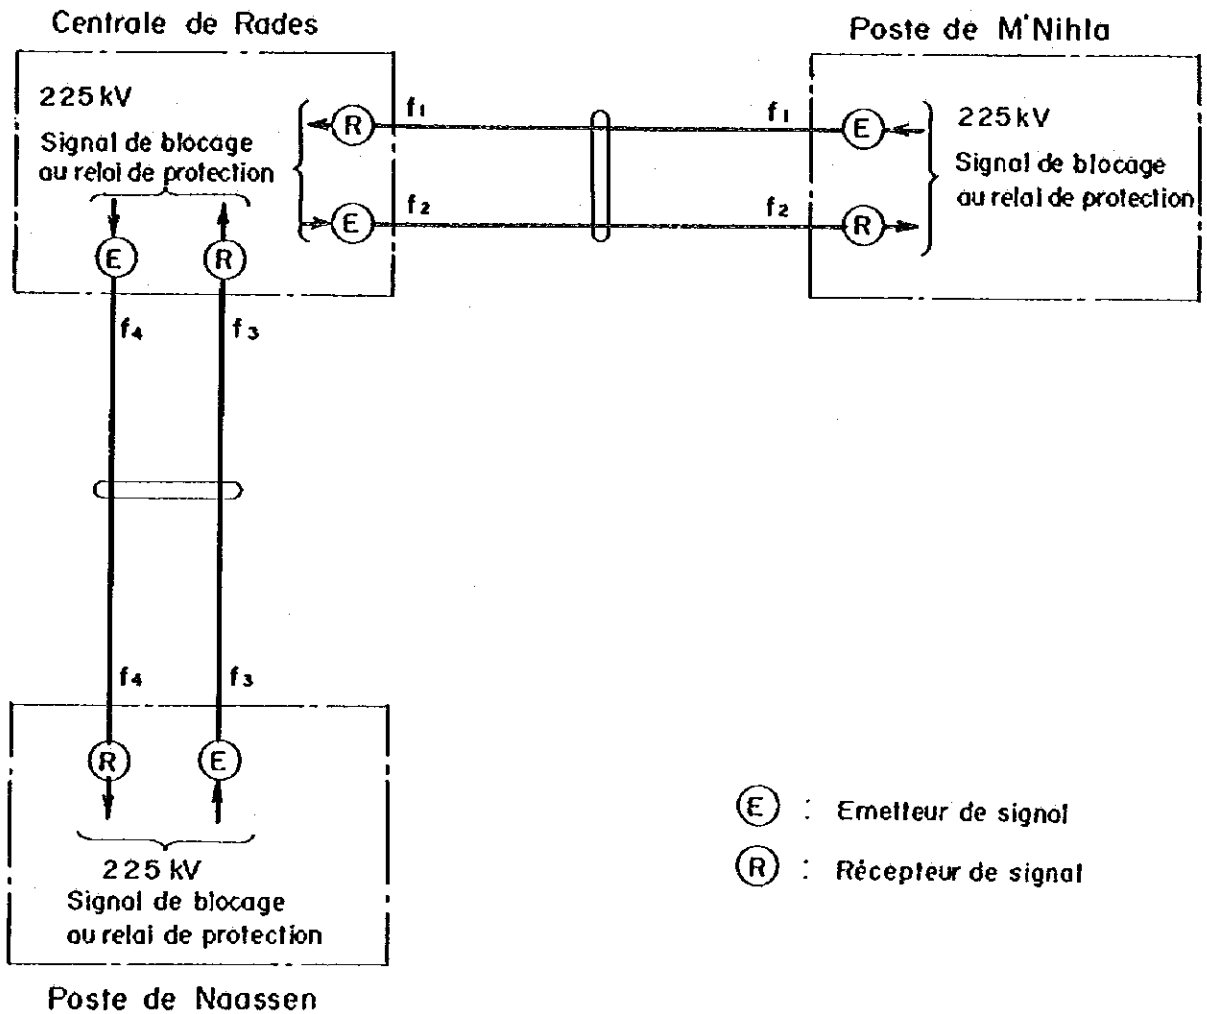 Centrale de Rades
225 kV
Signal de blocage
au relai de protection
R
E
E
R
f1
f2
f4
f3
Poste de M'Nihla
f1
f2
E
R
225 kV
Signal de blocage
au relai de protection
f4
f3
R
E
225 kV
Signal de blocage
au relai de protection
Poste de Naassen
E : Emetteur de signal
R : Récepteur de signal